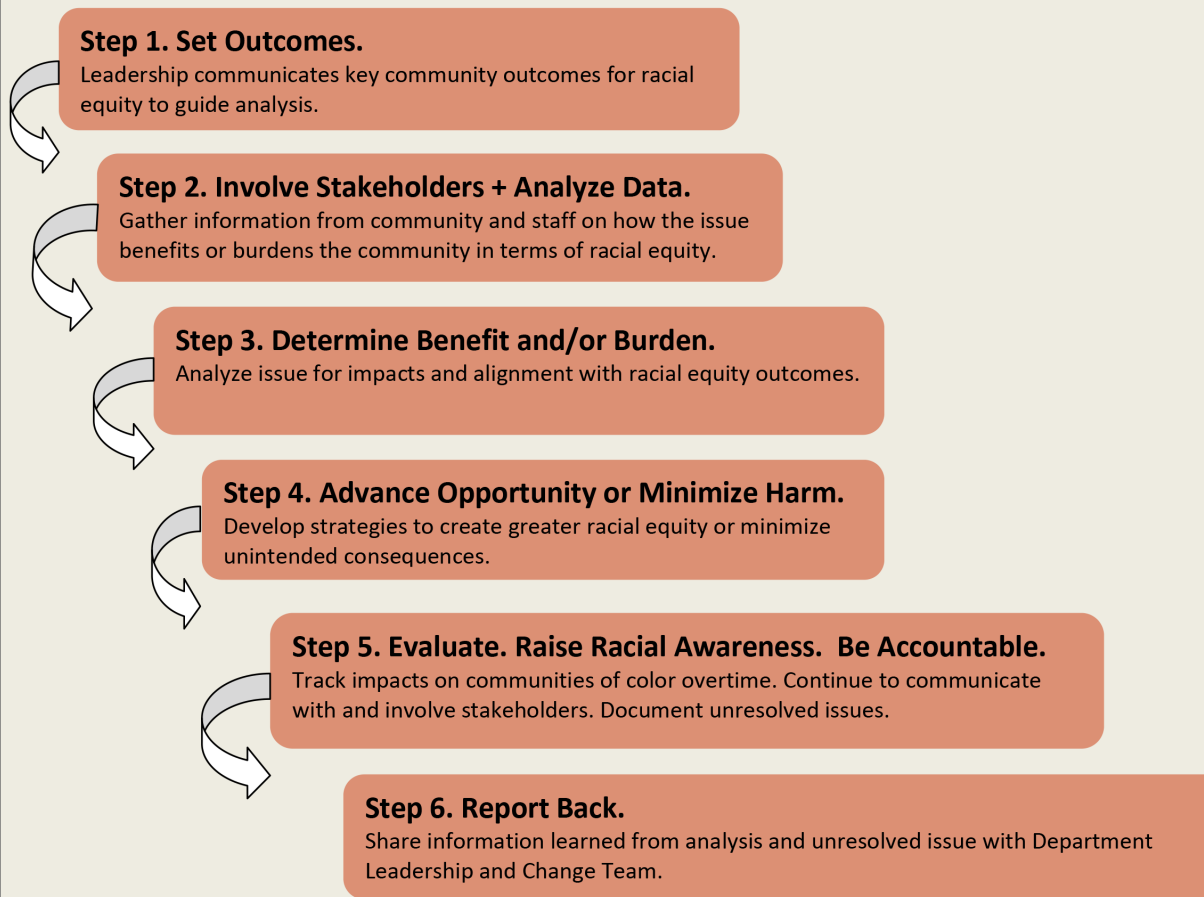 Step 1. Set Outcomes.
Leadership communicates key community outcomes for racial
equity to guide analysis.
Step 2. Involve Stakeholders + Analyze Data.
Gather information from community and staff on how the issue
benefits or burdens the community in terms of racial equity.
Step 3. Determine Benefit and/or Burden.
Analyze issue for impacts and alignment with racial equity outcomes.
Step 4. Advance Opportunity or Minimize Harm.
Develop strategies to create greater racial equity or minimize
unintended consequences.
Step 5. Evaluate. Raise Racial Awareness.  Be Accountable.
Track impacts on communities of color overtime. Continue to communicate
with and involve stakeholders. Document unresolved issues.
Step 6. Report Back.
Share information learned from analysis and unresolved issue with Department
Leadership and Change Team.